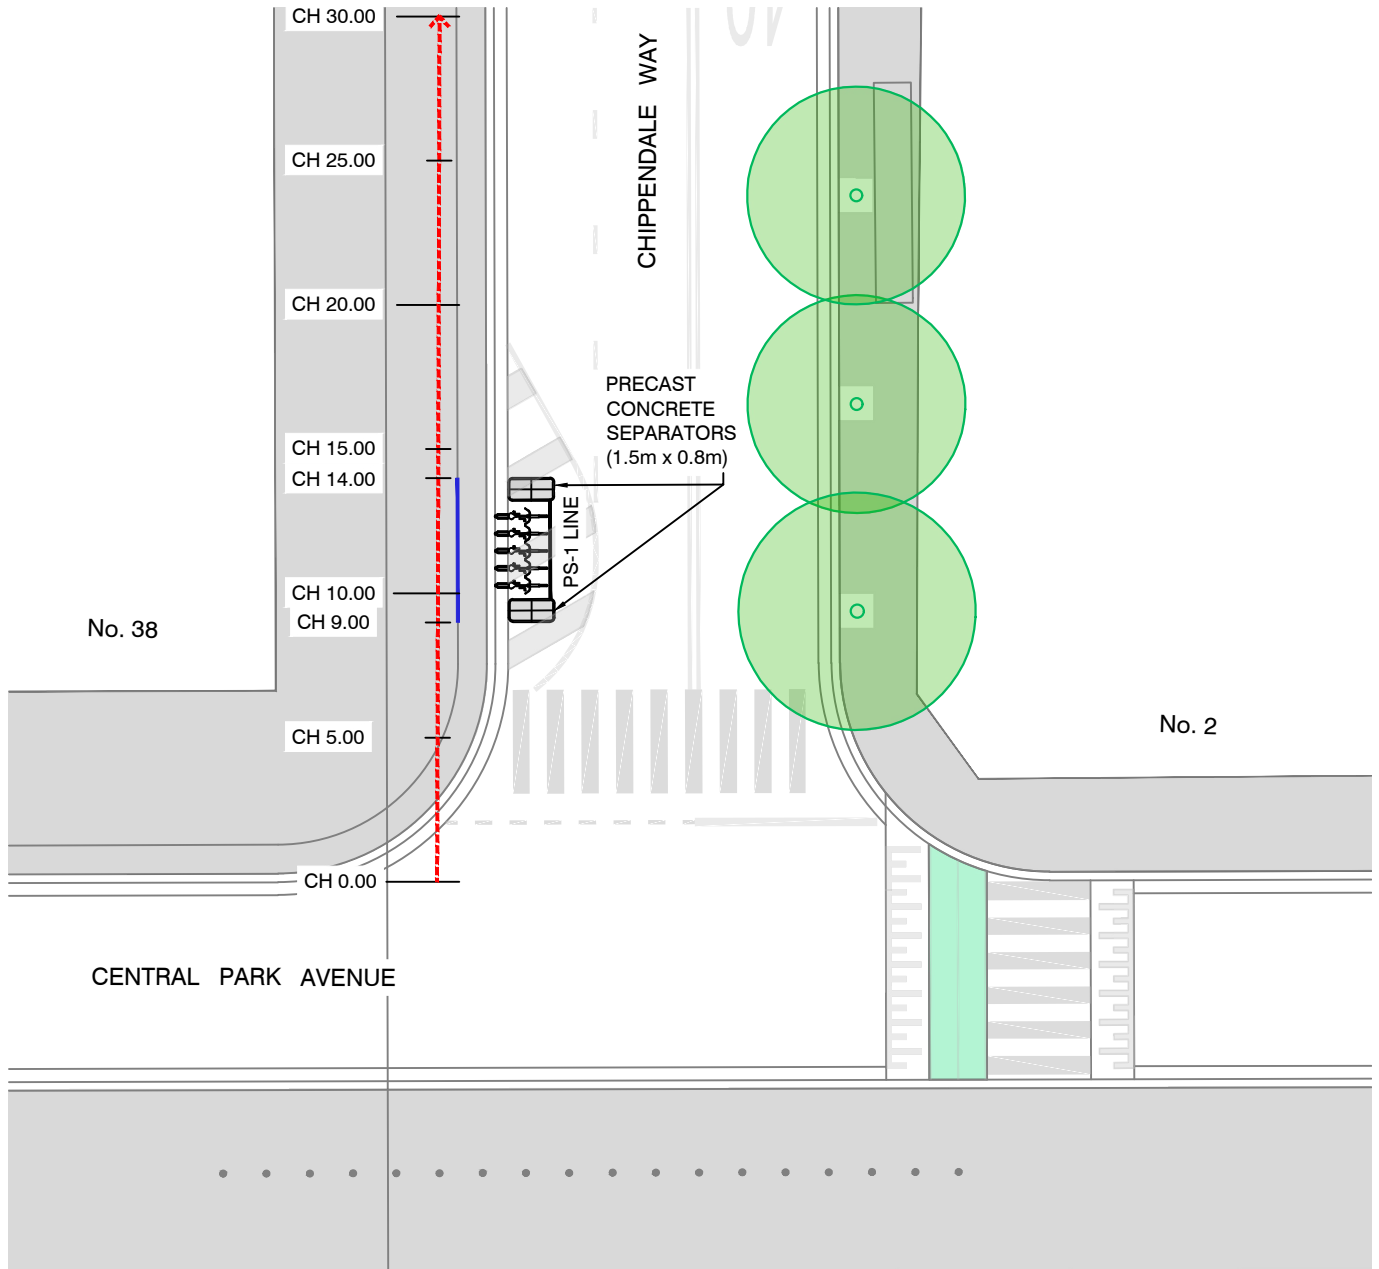 CH 30.00
CHIPPENDALE WAY
CH 25.00
CH 20.00
PRECAST
CONCRETE
SEPARATORS
(1.5m x 0.8m)
CH 15.00
CH 14.00
PS-1 LINE
CH 10.00
CH 9.00
No. 38
CH 5.00
No. 2
CH 0.00
CENTRAL PARK AVENUE